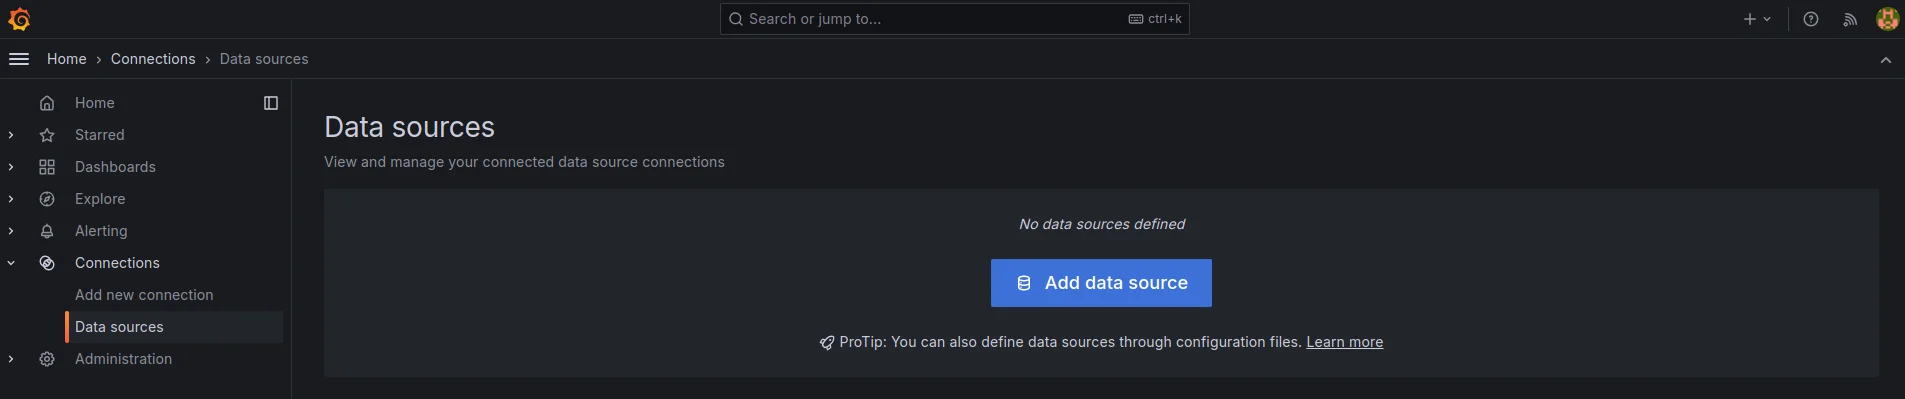 Search or jump to...
ctrl+k
Home › Connections › Data sources
Home
Starred
Dashboards
Explore
Alerting
Connections
Add new connection
Data sources
Administration
Data sources
View and manage your connected data source connections
No data sources defined
Add data source
ProTip: You can also define data sources through configuration files. Learn more